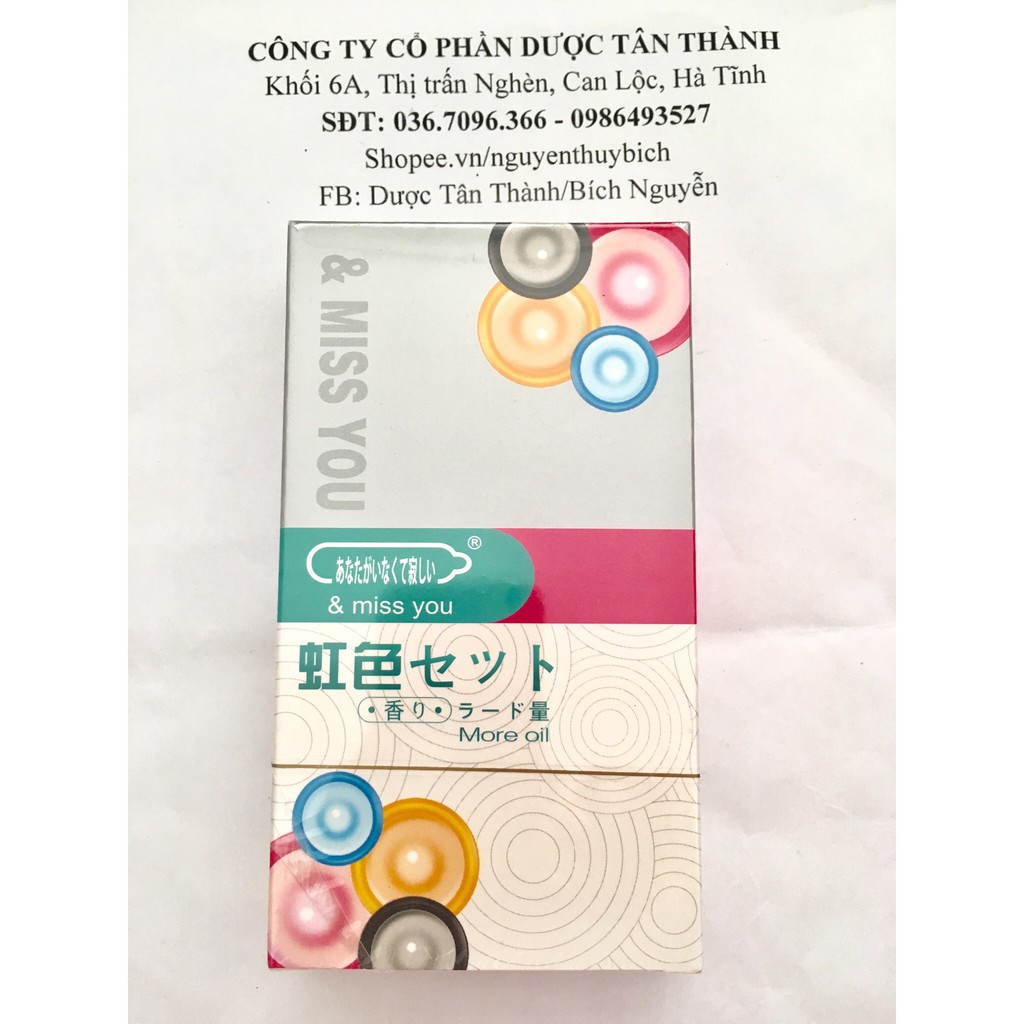 CÔNG TY CỔ PHẦN DƯỢC TÂN THÀNH
Khối 6A, Thị trấn Nghèn, Can Lộc, Hà Tĩnh
SĐT: 036.7096.366 - 0986493527
Shopee.vn/nguyenthuybich
FB: Dược Tân Thành/Bích Nguyễn
& MISS YOU
あなたがいなくて寂しい®
& miss you
虹色セット
•香り•ラード量
More oil